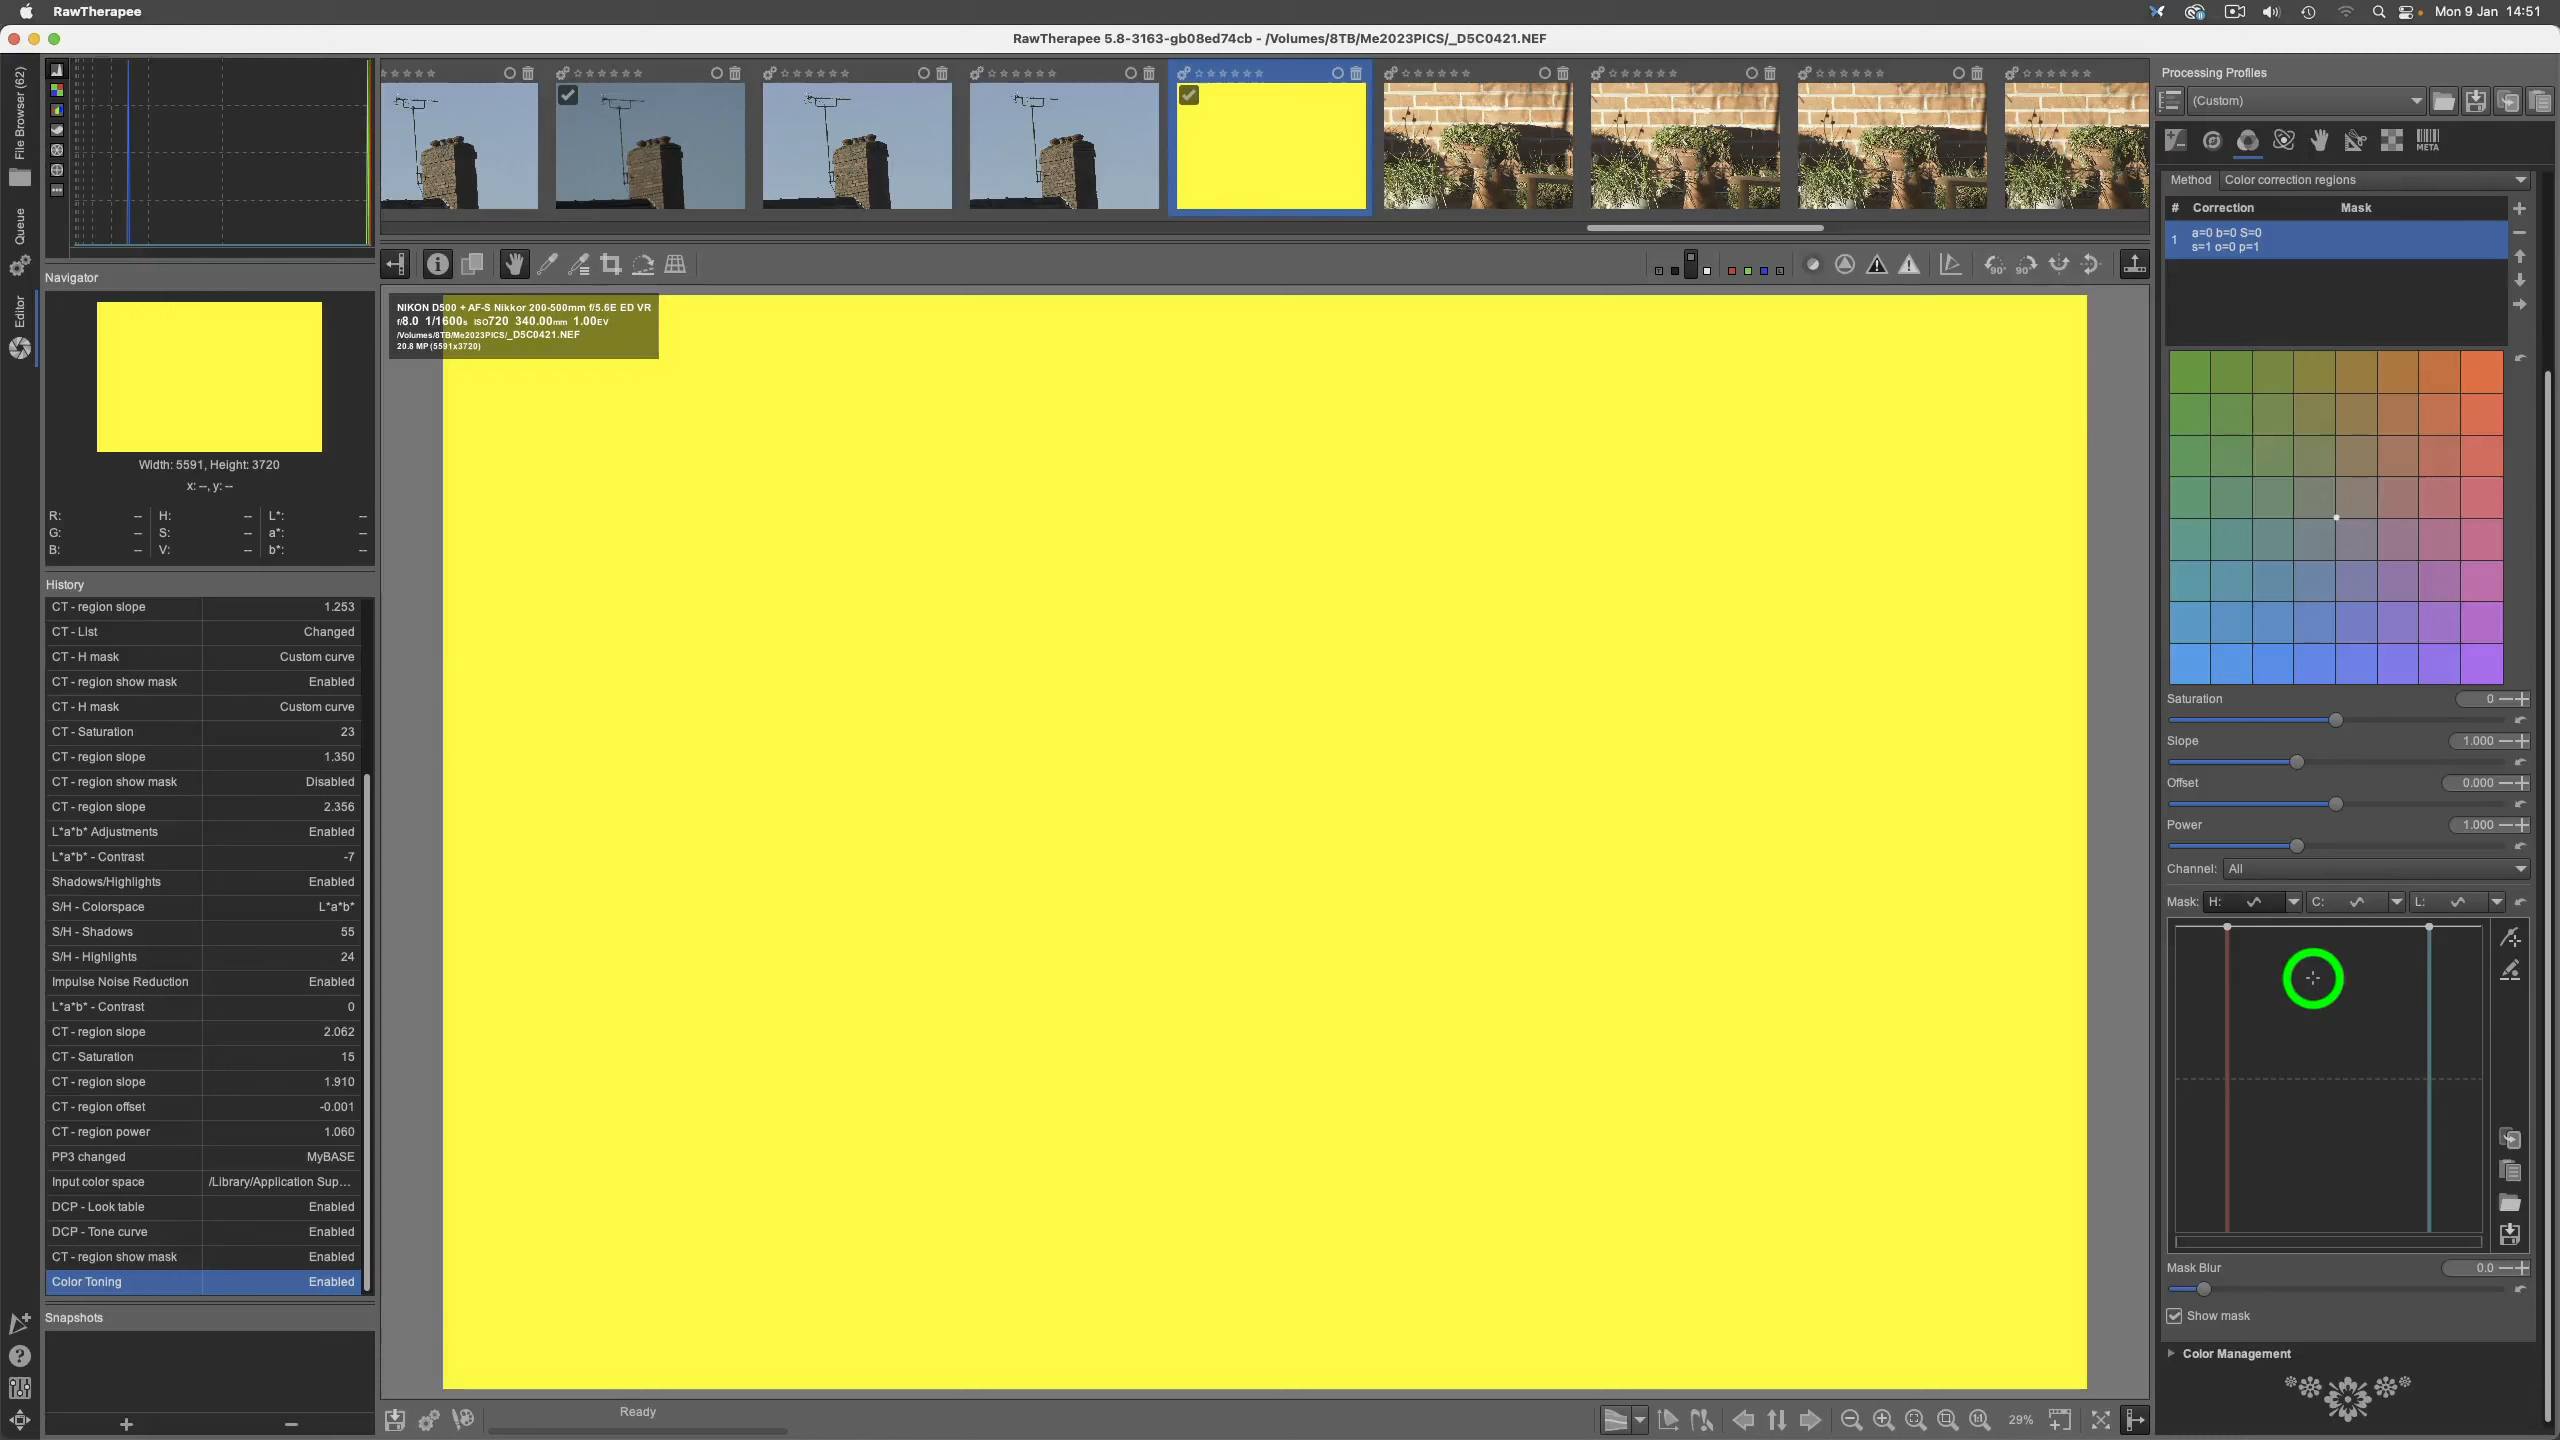 RawTherapee
Mon 9 Jan 14:51
RawTherapee 5.8-3163-gb08ed74cb - /Volumes/8TB/Me2023PICS/_D5C0421.NEF
File Browser (62)
Queue
Editor
Navigator
Width: 5591, Height: 3720
x: --, y: --
R: -- H: -- L*: --
G: -- S: -- a*: --
B: -- V: -- b*: --
History
CT - region slope 1.253
CT - List Changed
CT - H mask Custom curve
CT - region show mask Enabled
CT - H mask Custom curve
CT - Saturation 23
CT - region slope 1.350
CT - region show mask Disabled
CT - region slope 2.356
L*a*b* Adjustments Enabled
L*a*b* - Contrast -7
Shadows/Highlights Enabled
S/H - Colorspace L*a*b*
S/H - Shadows 55
S/H - Highlights 24
Impulse Noise Reduction Enabled
L*a*b* - Contrast 0
CT - region slope 2.062
CT - Saturation 15
CT - region slope 1.910
CT - region offset -0.001
CT - region power 1.060
PP3 changed MyBASE
Input color space /Library/Application Sup...
DCP - Look table Enabled
DCP - Tone curve Enabled
CT - region show mask Enabled
Color Toning Enabled
Snapshots
NIKON D500 + AF-S Nikkor 200-500mm f/5.6E ED VR
f/8.0 1/1600s ISO720 340.00mm 1.00EV
/Volumes/8TB/Me2023PICS/_D5C0421.NEF
20.8 MP (5591x3720)
90° 90°
Ready
29%
1:1
Processing Profiles
(Custom)
META
Method Color correction regions
# Correction Mask
1 a=0 b=0 S=0
s=1 o=0 p=1
Saturation 0
Slope 1.000
Offset 0.000
Power 1.000
Channel: All
Mask: H: C: L:
Mask Blur 0.0
Show mask
Color Management